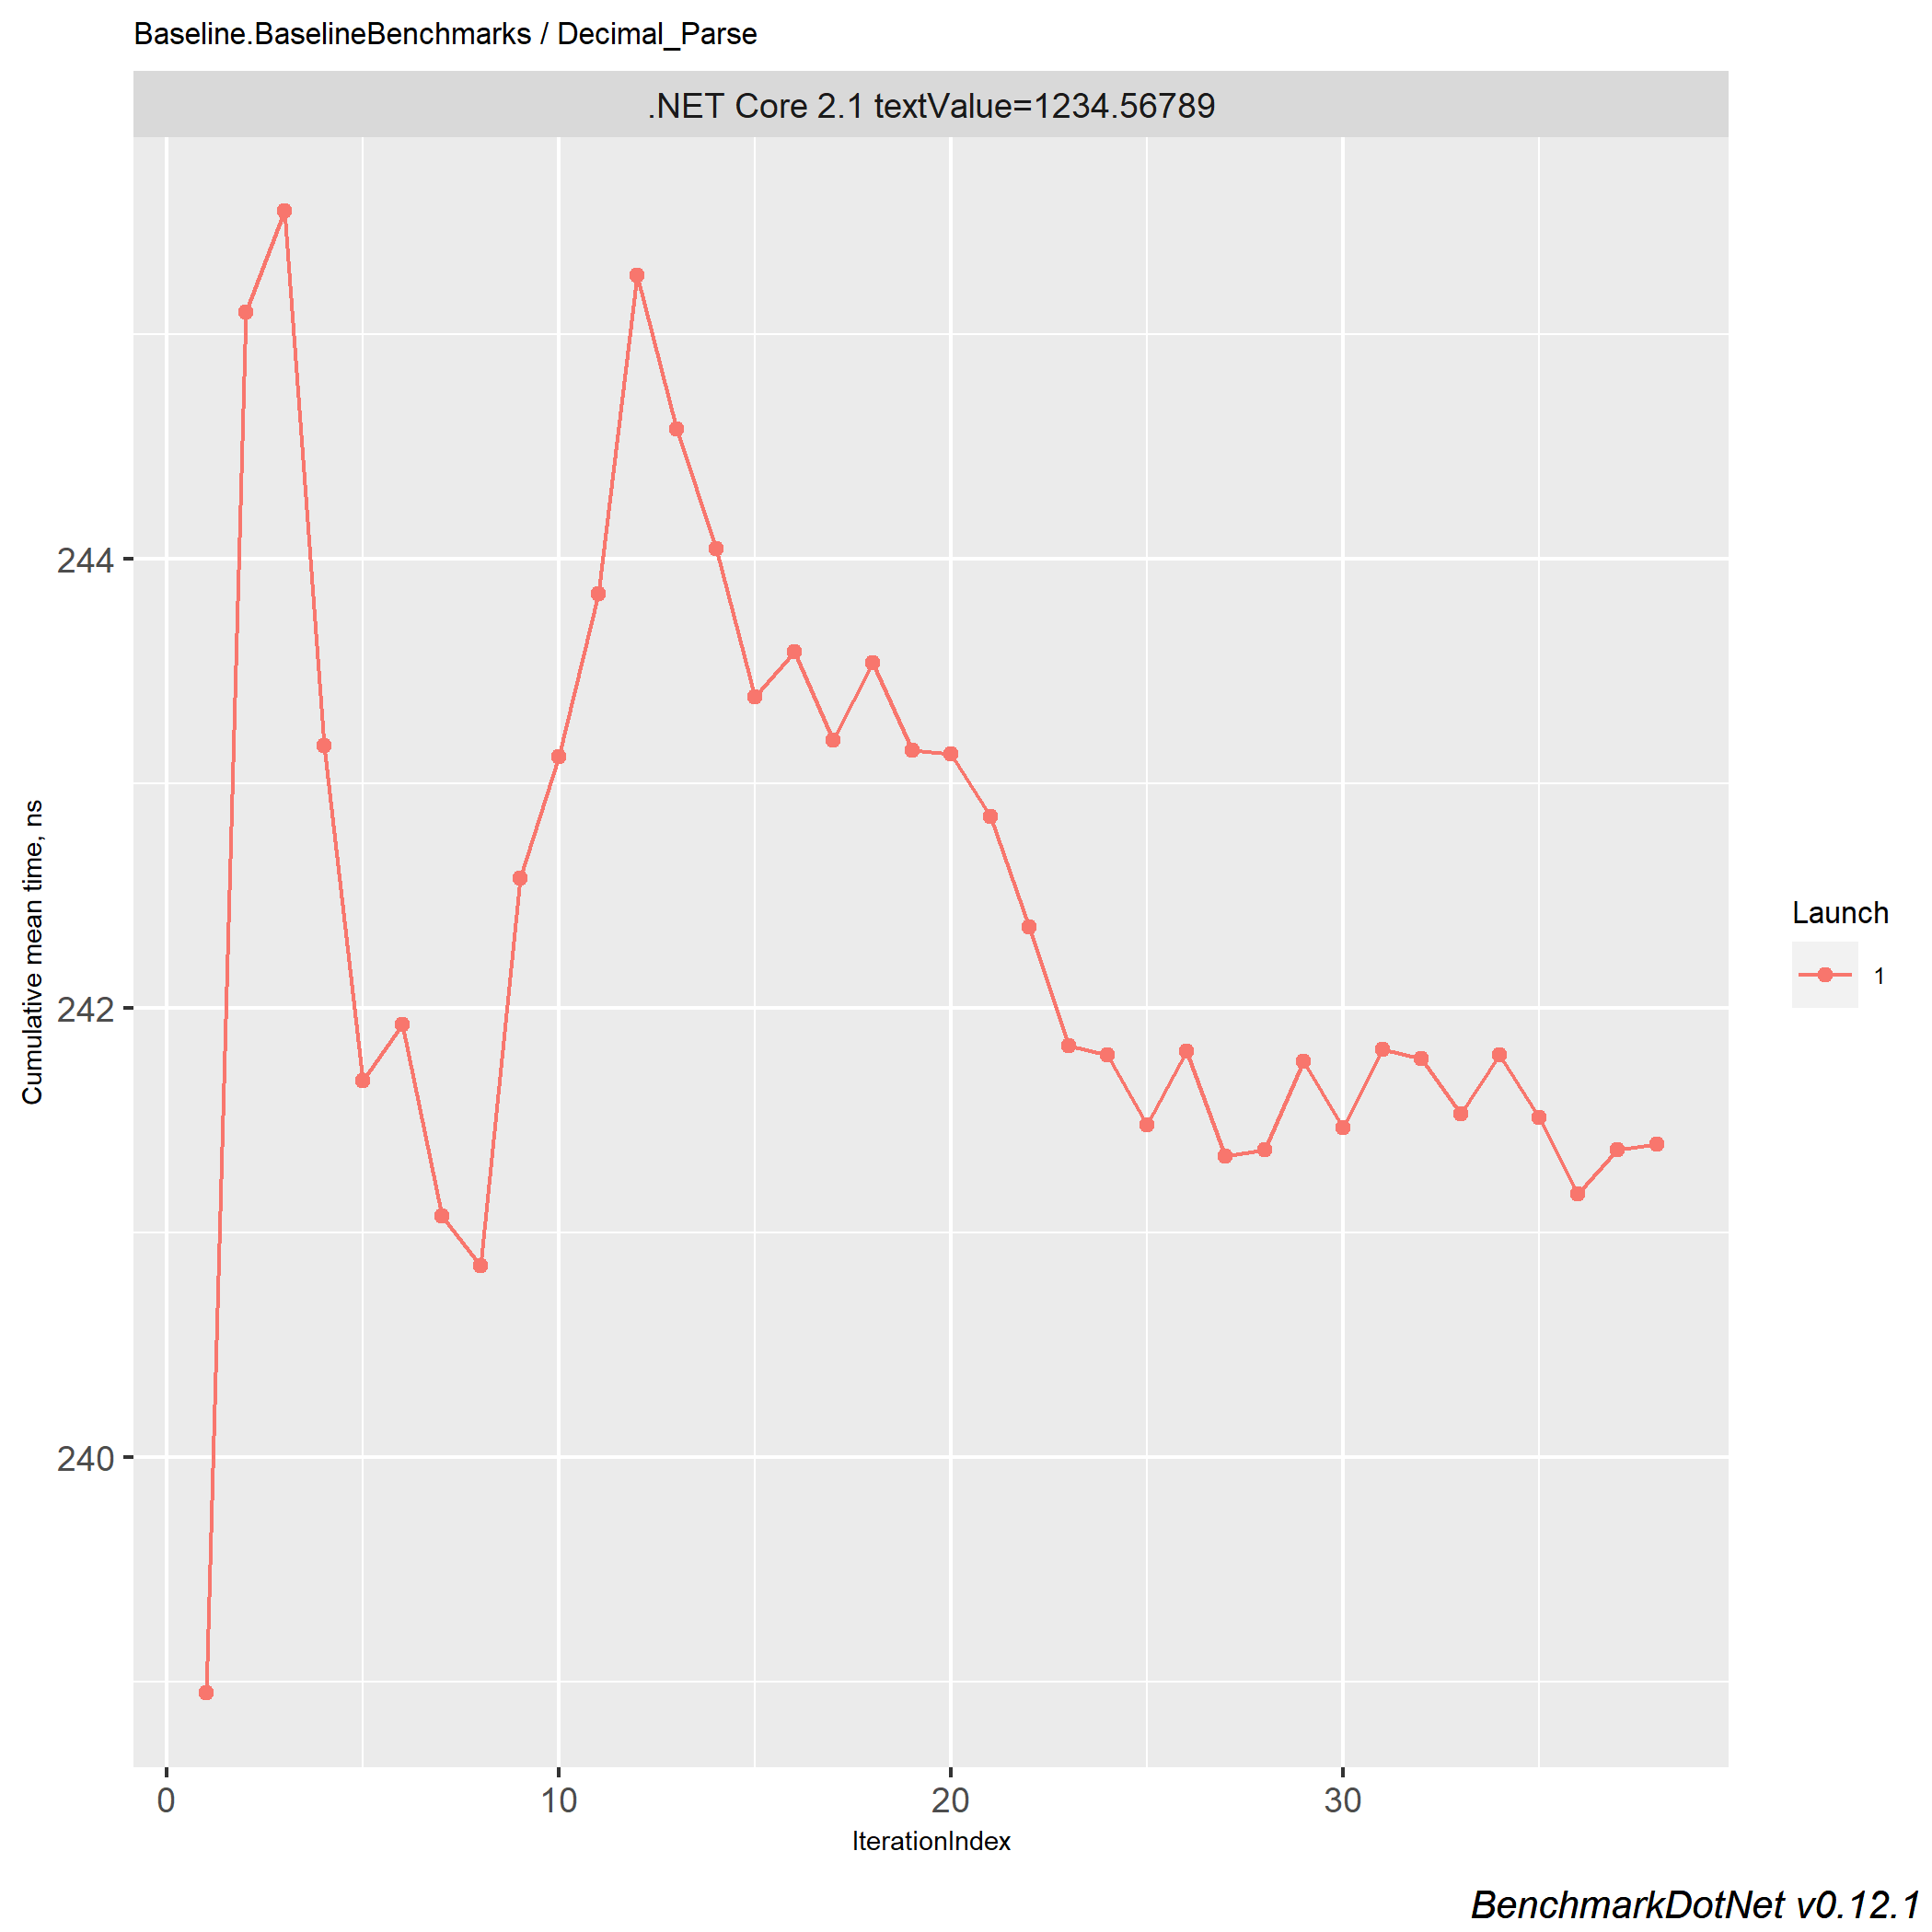 Baseline.BaselineBenchmarks / Decimal_Parse
.NET Core 2.1 textValue=1234.56789
244
242
240
Cumulative mean time, ns
0 10 20 30
IterationIndex
Launch
1
BenchmarkDotNet v0.12.1